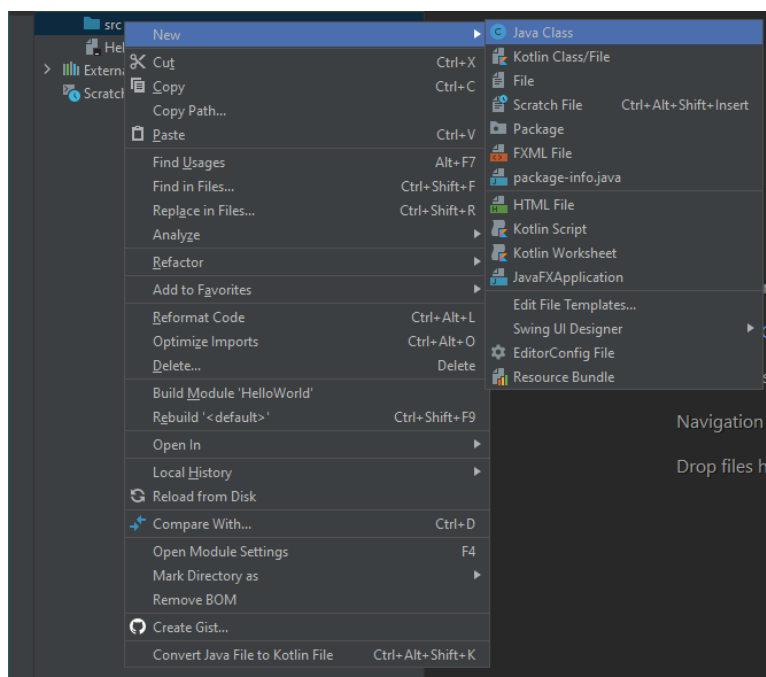 src
Hel
Externa
Scratch
New
Cut Ctrl+X
Copy Ctrl+C
Copy Path...
Paste Ctrl+V
Find Usages Alt+F7
Find in Files... Ctrl+Shift+F
Replace in Files... Ctrl+Shift+R
Analyze
Refactor
Add to Favorites
Reformat Code Ctrl+Alt+L
Optimize Imports Ctrl+Alt+O
Delete... Delete
Build Module 'HelloWorld'
Rebuild '<default>' Ctrl+Shift+F9
Open In
Local History
Reload from Disk
Compare With... Ctrl+D
Open Module Settings F4
Mark Directory as
Remove BOM
Create Gist...
Convert Java File to Kotlin File Ctrl+Alt+Shift+K
Java Class
Kotlin Class/File
File
Scratch File Ctrl+Alt+Shift+Insert
Package
FXML File
package-info.java
HTML File
Kotlin Script
Kotlin Worksheet
JavaFXApplication
Edit File Templates...
Swing UI Designer
EditorConfig File
Resource Bundle
Navigation
Drop files h